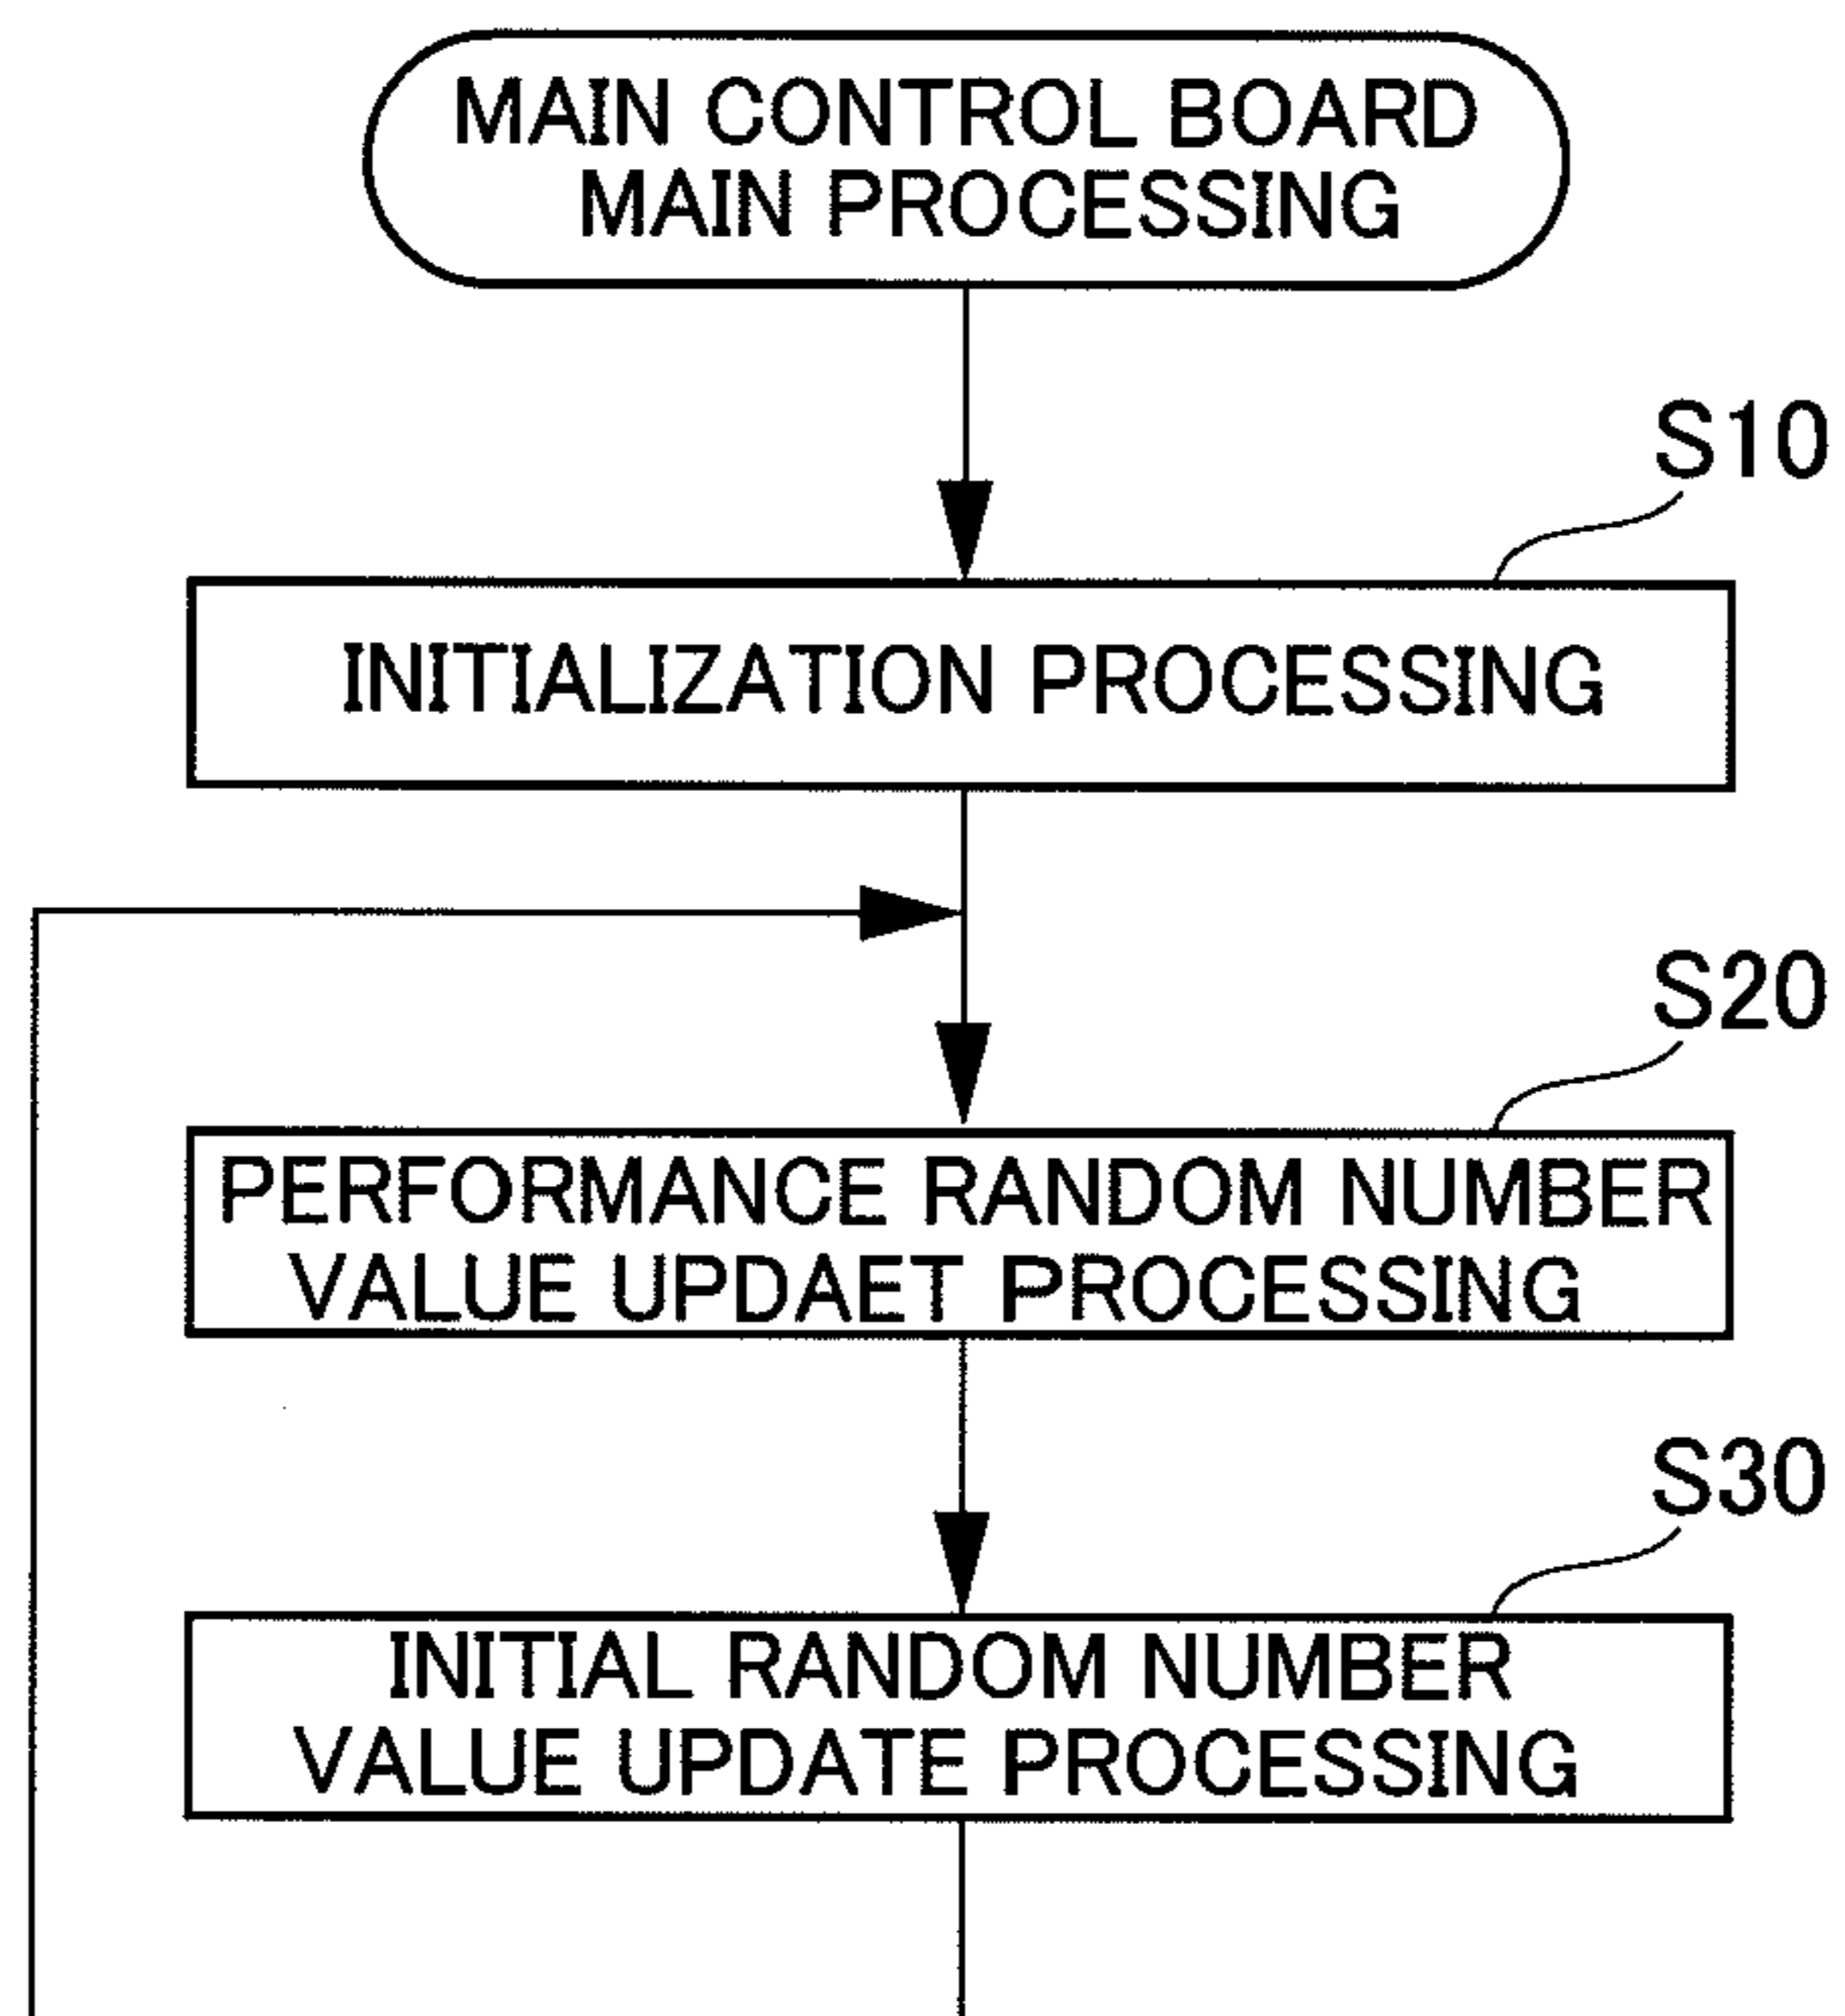 MAIN CONTROL BOARD
MAIN PROCESSING
S10
INITIALIZATION PROCESSING
S20
PERFORMANCE RANDOM NUMBER
VALUE UPDAET PROCESSING
S30
INITIAL RANDOM NUMBER
VALUE UPDATE PROCESSING